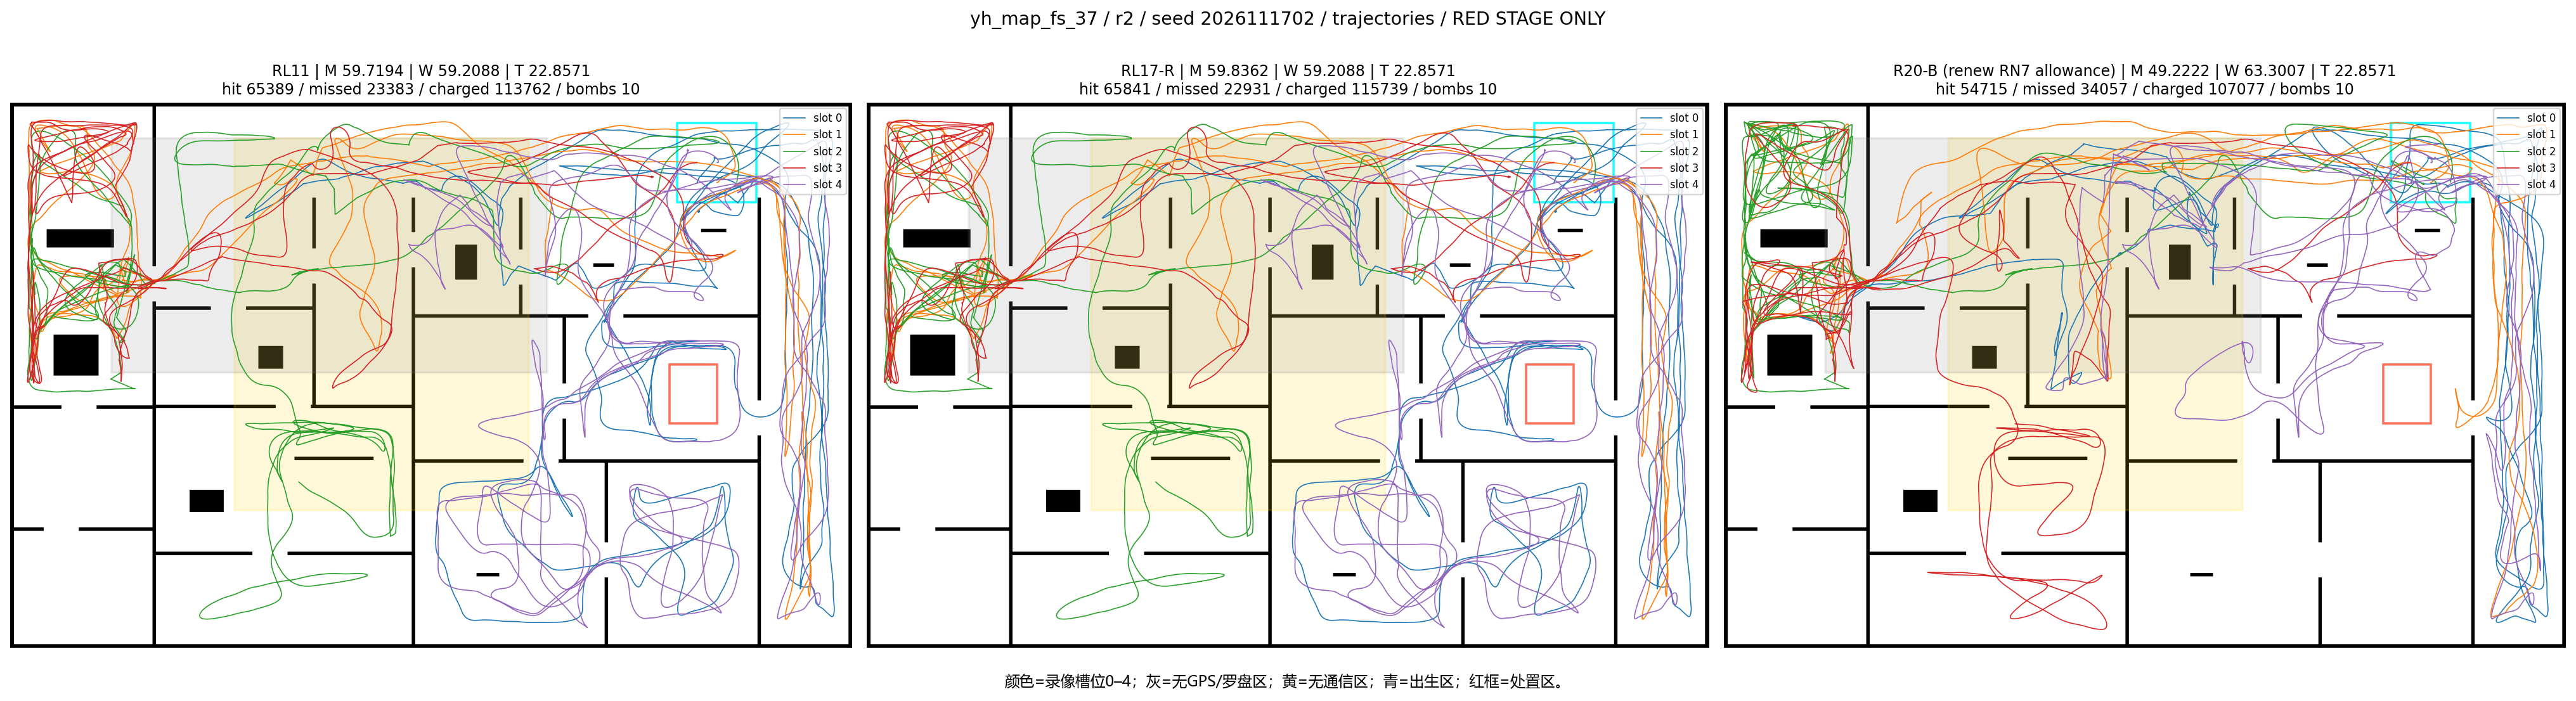 yh_map_fs_37 / r2 / seed 2026111702 / trajectories / RED STAGE ONLY
RL11 | M 59.7194 | W 59.2088 | T 22.8571
hit 65389 / missed 23383 / charged 113762 / bombs 10
slot 0
slot 1
slot 2
slot 3
slot 4
RL17-R | M 59.8362 | W 59.2088 | T 22.8571
hit 65841 / missed 22931 / charged 115739 / bombs 10
slot 0
slot 1
slot 2
slot 3
slot 4
R20-B (renew RN7 allowance) | M 49.2222 | W 63.3007 | T 22.8571
hit 54715 / missed 34057 / charged 107077 / bombs 10
slot 0
slot 1
slot 2
slot 3
slot 4
颜色=录像槽位0—4；灰=无GPS/罗盘区；黄=无通信区；青=出生区；红框=处置区。